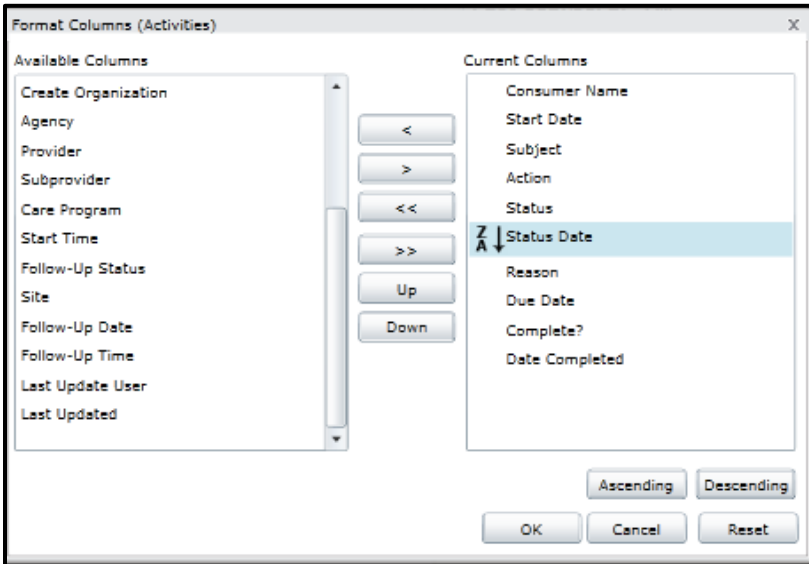 Format Columns (Activities)
X
Available Columns
Create Organization
Agency
Provider
Subprovider
Care Program
Start Time
Follow-Up Status
Site
Follow-Up Date
Follow-Up Time
Last Update User
Last Updated
<
>
<<
>>
Up
Down
Current Columns
Consumer Name
Start Date
Subject
Action
Status
Z
A
Status Date
Reason
Due Date
Complete?
Date Completed
Ascending
Descending
OK
Cancel
Reset